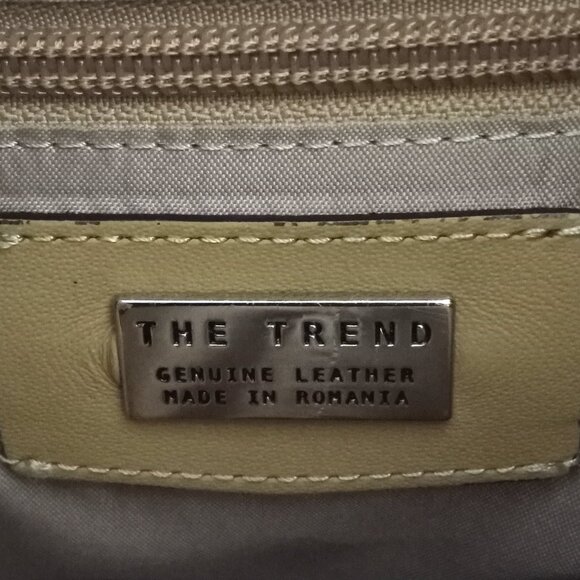 THE TREND
GENUINE LEATHER
MADE IN ROMANIA